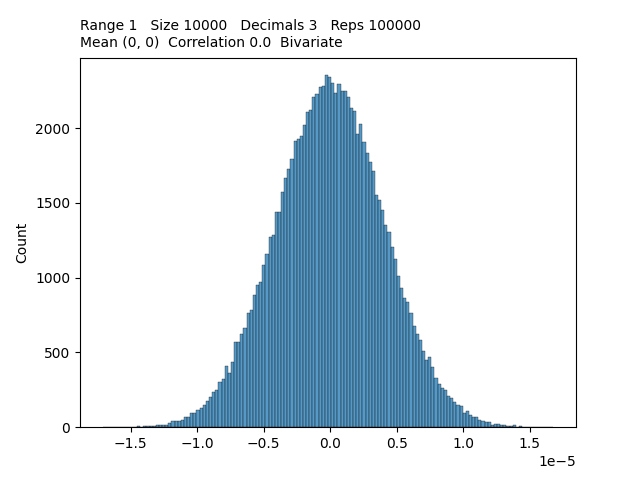 Range 1   Size 10000   Decimals 3   Reps 100000
Mean (0, 0)  Correlation 0.0  Bivariate
Count
2000
1500
1000
500
0
−1.5 −1.0 −0.5 0.0 0.5 1.0 1.5
1e−5